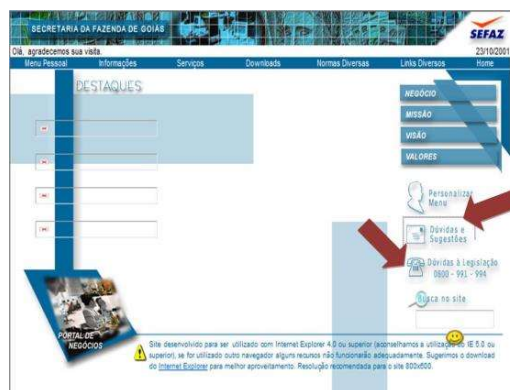 SECRETARIA DA FAZENDA DE GOIÁS
SEFAZ
Olá, agradecemos sua visita.
23/10/2001
Menu Pessoal Informações Serviços Downloads Normas Diversas Links Diversos Home
DESTAQUES
NEGÓCIO
MISSÃO
VISÃO
VALORES
Personalizar
Menu
Dúvidas e
Sugestões
Dúvidas à Legislação
0800 - 991 - 994
Busca no site
PORTAL DE
NEGÓCIOS
Site desenvolvido para ser utilizado com Internet Explorer 4.0 ou superior (aconselhamos a utilização do IE 5.0 ou
superior), se for utilizado outro navegador alguns recursos não funcionarão adequadamente. Sugerimos o download
do Internet Explorer para melhor aproveitamento. Resolução recomendada para o site 800x600.